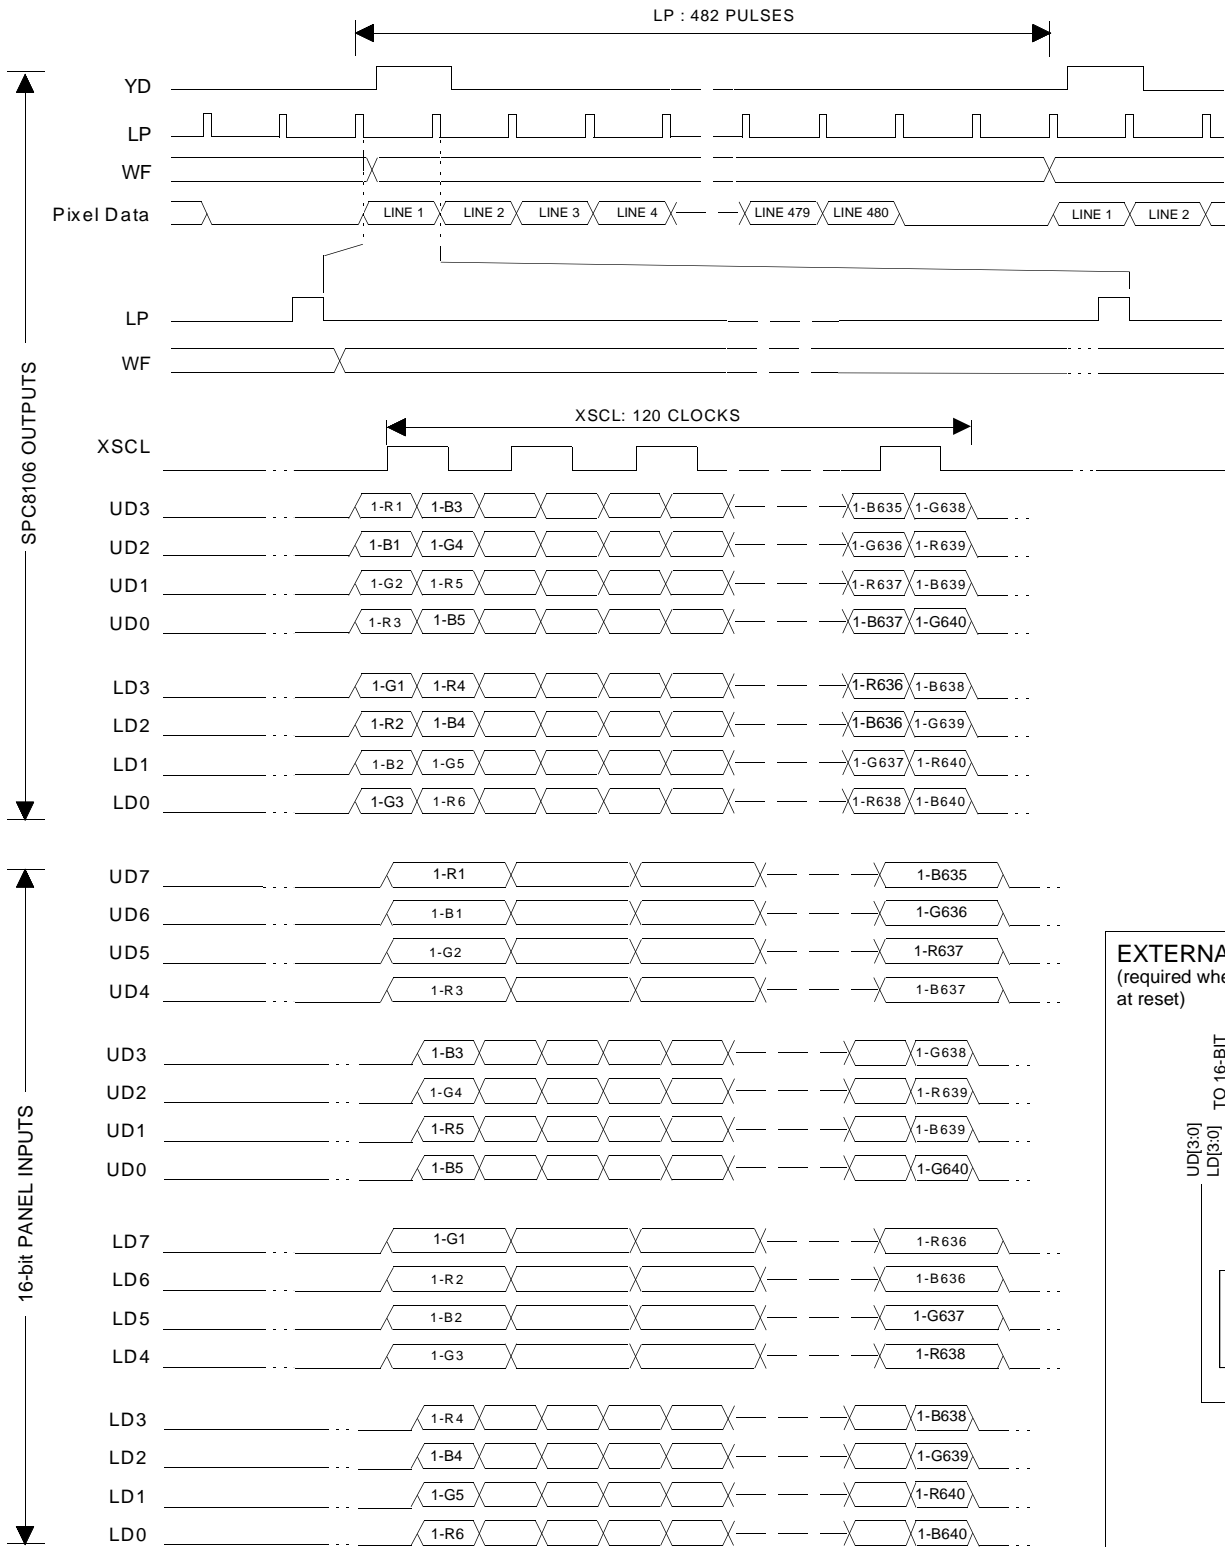 LP : 482 PULSES
YD
LP
WF
Pixel Data LINE 1 LINE 2 LINE 3 LINE 4 LINE 479 LINE 480 LINE 1 LINE 2
LP
WF
SPC8106 OUTPUTS
XSCL: 120 CLOCKS
XSCL
UD3 1-R1 1-B3 1-B635 1-G638
UD2 1-B1 1-G4 1-G636 1-R639
UD1 1-G2 1-R5 1-R637 1-B639
UD0 1-R3 1-B5 1-B637 1-G640
LD3 1-G1 1-R4 1-R636 1-B638
LD2 1-R2 1-B4 1-B636 1-G639
LD1 1-B2 1-G5 1-G637 1-R640
LD0 1-G3 1-R6 1-R638 1-B640
16-bit PANEL INPUTS
UD7 1-R1 1-B635
UD6 1-B1 1-G636
UD5 1-G2 1-R637
UD4 1-R3 1-B637
UD3 1-B3 1-G638
UD2 1-G4 1-R639
UD1 1-R5 1-B639
UD0 1-B5 1-G640
LD7 1-G1 1-R636
LD6 1-R2 1-B636
LD5 1-B2 1-G637
LD4 1-G3 1-R638
LD3 1-R4 1-B638
LD2 1-B4 1-G639
LD1 1-G5 1-R640
LD0 1-R6 1-B640
EXTERNA
(required whe
at reset)
UD[3:0]
LD[3:0] TO 16-BIT